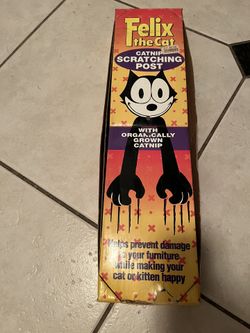 Felix
the Cat
CATNIP
SCRATCHING
POST
WITH
ORGANICALLY
GROWN
CATNIP
Helps prevent damage
to your furniture
while making your
cat or kitten happy